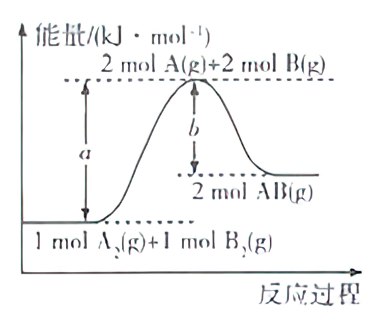 能量/(kJ·mol⁻¹)
2 mol A(g)+2 mol B(g)
a
b
2 mol AB(g)
1 mol A₂(g)+1 mol B₂(g)
反应过程